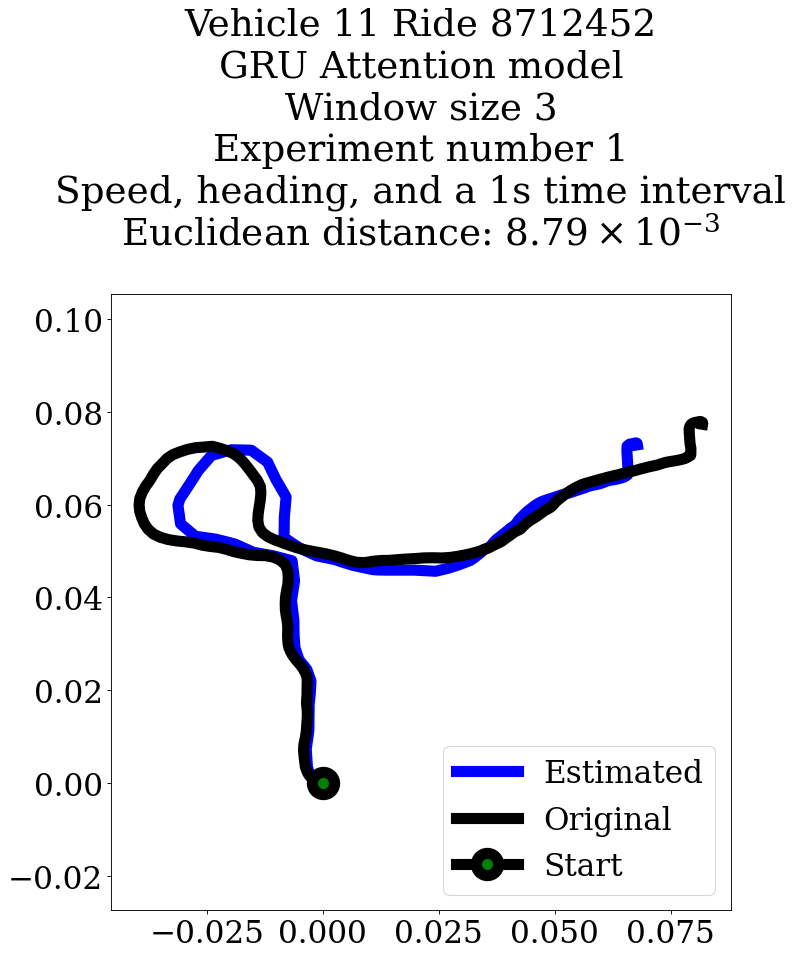 Vehicle 11 Ride 8712452
GRU Attention model
Window size 3
Experiment number 1
Speed, heading, and a 1s time interval
Euclidean distance: 8.79 × 10⁻³
0.10
0.08
0.06
0.04
0.02
0.00
−0.02
Estimated
Original
Start
−0.025 0.000 0.025 0.050 0.075